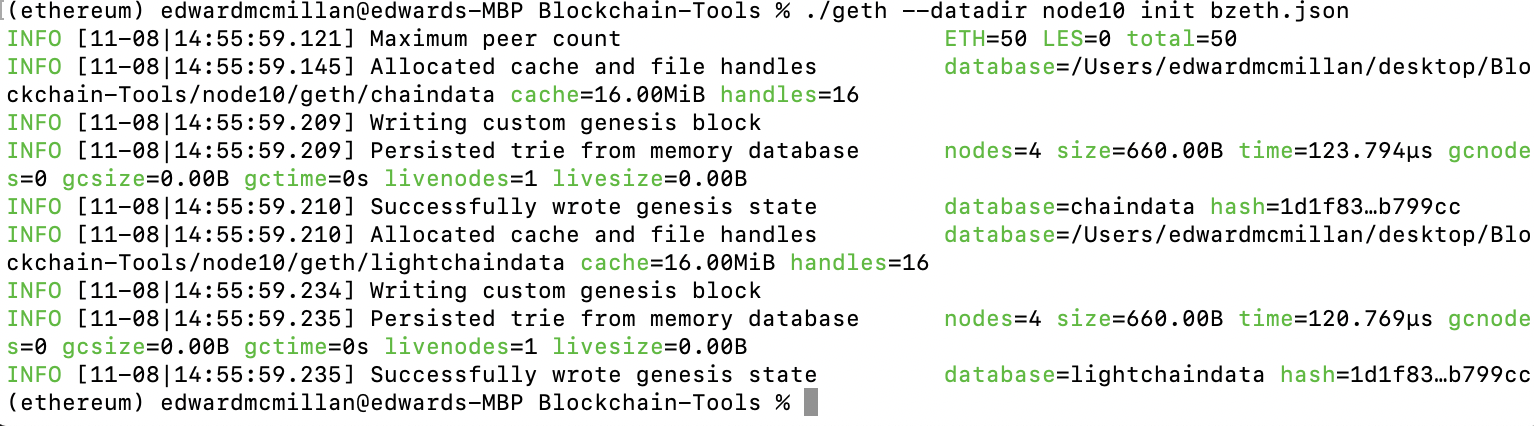 (ethereum) edwardmcmillan@edwards-MBP Blockchain-Tools % ./geth --datadir node10 init bzeth.json
INFO [11-08|14:55:59.121] Maximum peer count                       ETH=50 LES=0 total=50
INFO [11-08|14:55:59.145] Allocated cache and file handles         database=/Users/edwardmcmillan/desktop/Blo
ckchain-Tools/node10/geth/chaindata cache=16.00MiB handles=16
INFO [11-08|14:55:59.209] Writing custom genesis block
INFO [11-08|14:55:59.209] Persisted trie from memory database      nodes=4 size=660.00B time=123.794µs gcnode
s=0 gcsize=0.00B gctime=0s livenodes=1 livesize=0.00B
INFO [11-08|14:55:59.210] Successfully wrote genesis state         database=chaindata hash=1d1f83…b799cc
INFO [11-08|14:55:59.210] Allocated cache and file handles         database=/Users/edwardmcmillan/desktop/Blo
ckchain-Tools/node10/geth/lightchaindata cache=16.00MiB handles=16
INFO [11-08|14:55:59.234] Writing custom genesis block
INFO [11-08|14:55:59.235] Persisted trie from memory database      nodes=4 size=660.00B time=120.769µs gcnode
s=0 gcsize=0.00B gctime=0s livenodes=1 livesize=0.00B
INFO [11-08|14:55:59.235] Successfully wrote genesis state         database=lightchaindata hash=1d1f83…b799cc
(ethereum) edwardmcmillan@edwards-MBP Blockchain-Tools %